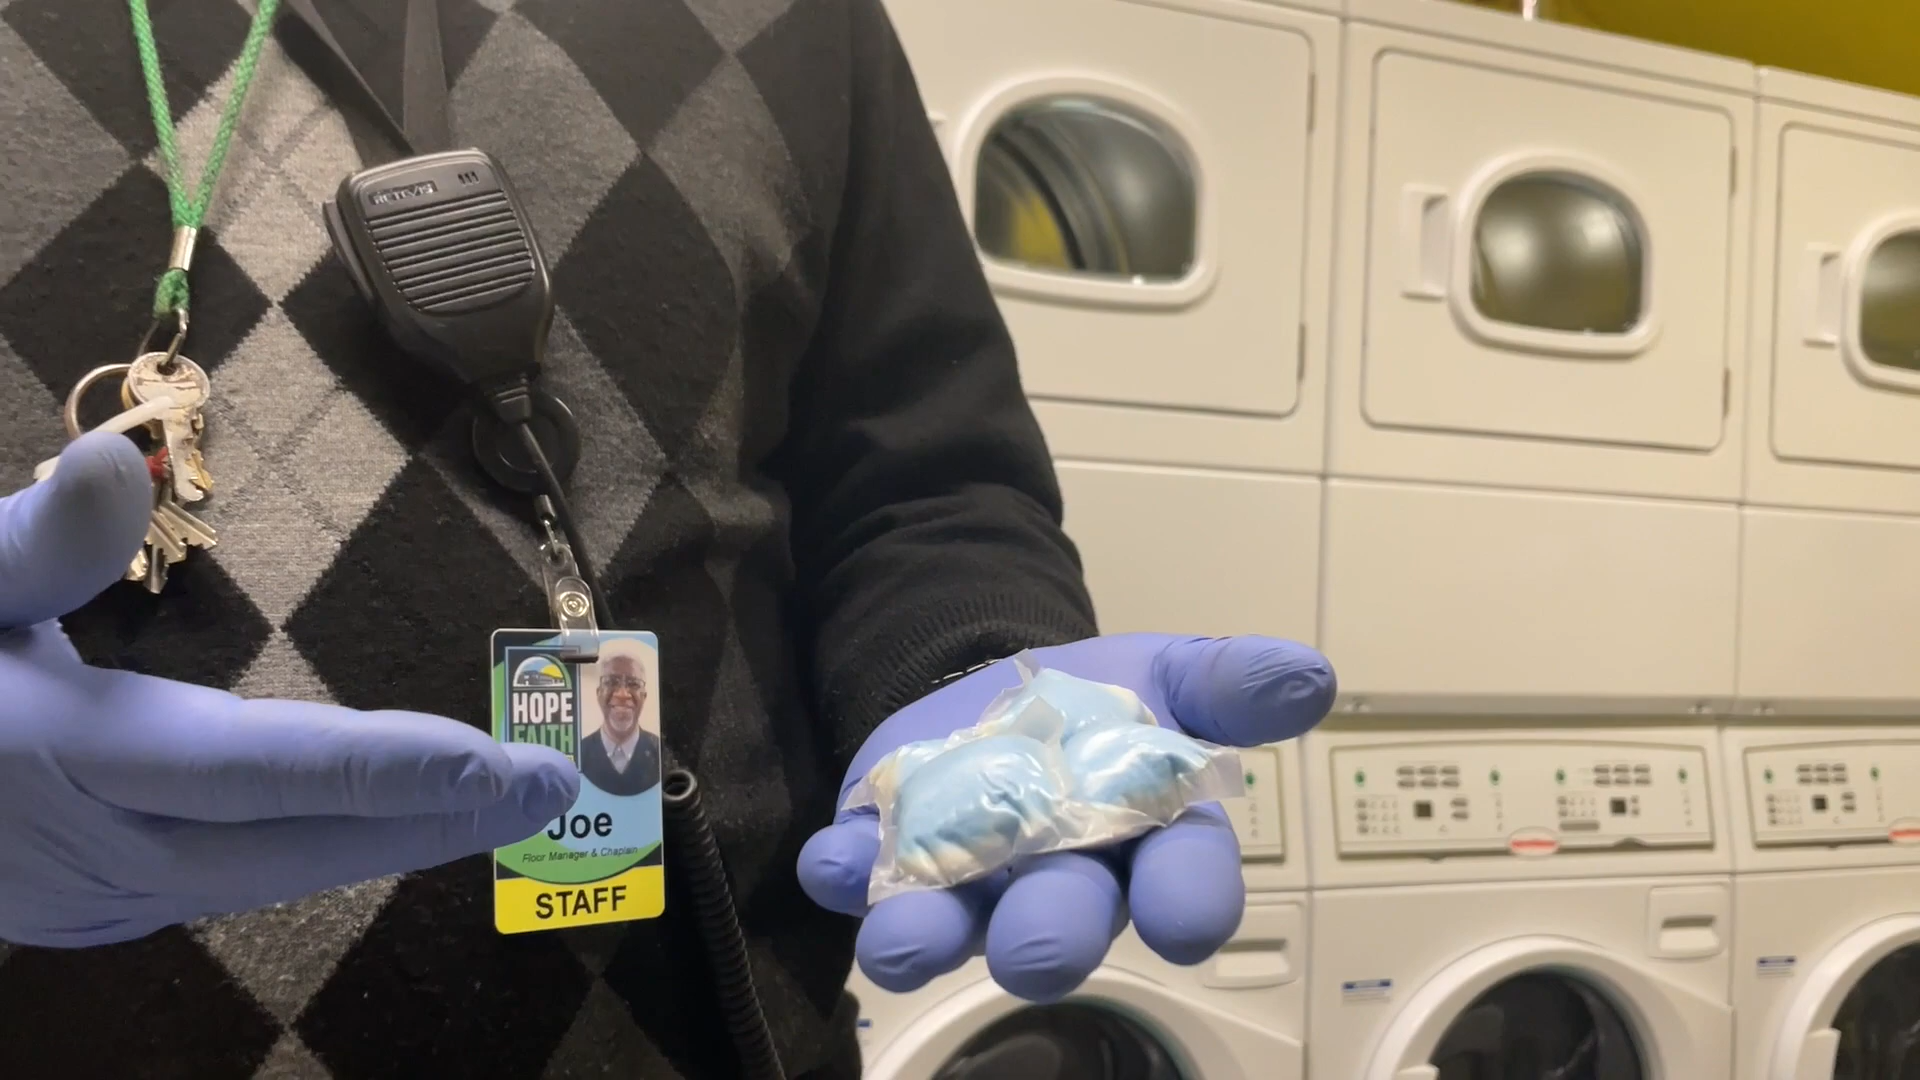 RETEVIS
HOPE
FAITH
Joe
Floor Manager & Chaplain
STAFF